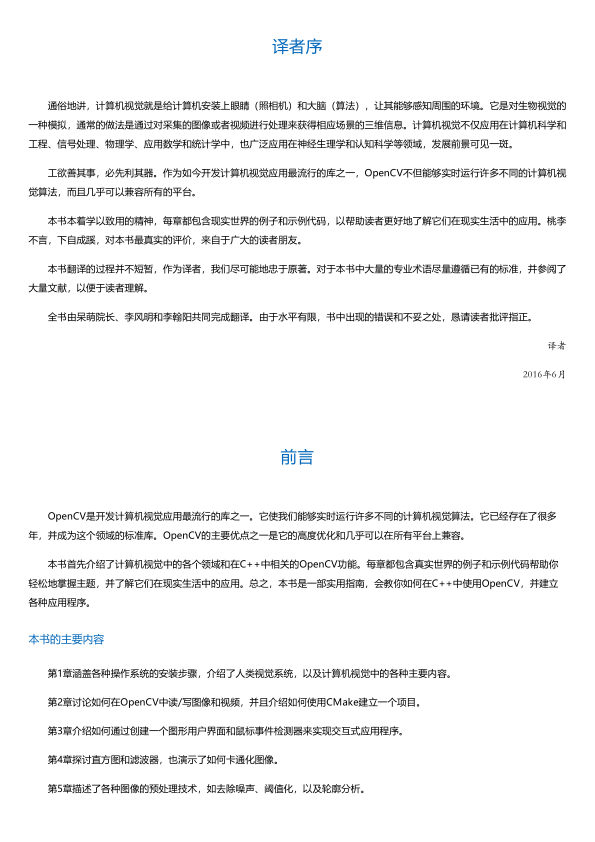 译者序
通俗地讲，计算机视觉就是给计算机安装上眼睛（照相机）和大脑（算法），让其能够感知周围的环境。它是对生物视觉的
一种模拟，通常的做法是通过对采集的图像或者视频进行处理来获得相应场景的三维信息。计算机视觉不仅应用在计算机科学和
工程、信号处理、物理学、应用数学和统计学中，也广泛应用在神经生理学和认知科学等领域，发展前景可见一斑。
工欲善其事，必先利其器。作为如今开发计算机视觉应用最流行的库之一，OpenCV不但能够实时运行许多不同的计算机视
觉算法，而且几乎可以兼容所有的平台。
本书本着学以致用的精神，每章都包含现实世界的例子和示例代码，以帮助读者更好地了解它们在现实生活中的应用。桃李
不言，下自成蹊，对本书最真实的评价，来自于广大的读者朋友。
本书翻译的过程并不短暂，作为译者，我们尽可能地忠于原著。对于本书中大量的专业术语尽量遵循已有的标准，并参阅了
大量文献，以便于读者理解。
全书由呆萌院长、李风明和李翰阳共同完成翻译。由于水平有限，书中出现的错误和不妥之处，恳请读者批评指正。
译者
2016年6月
前言
OpenCV是开发计算机视觉应用最流行的库之一。它使我们能够实时运行许多不同的计算机视觉算法。它已经存在了很多
年，并成为这个领域的标准库。OpenCV的主要优点之一是它的高度优化和几乎可以在所有平台上兼容。
本书首先介绍了计算机视觉中的各个领域和在C++中相关的OpenCV功能。每章都包含真实世界的例子和示例代码帮助你
轻松地掌握主题，并了解它们在现实生活中的应用。总之，本书是一部实用指南，会教你如何在C++中使用OpenCV，并建立
各种应用程序。
本书的主要内容
第1章涵盖各种操作系统的安装步骤，介绍了人类视觉系统，以及计算机视觉中的各种主要内容。
第2章讨论如何在OpenCV中读/写图像和视频，并且介绍如何使用CMake建立一个项目。
第3章介绍如何通过创建一个图形用户界面和鼠标事件检测器来实现交互式应用程序。
第4章探讨直方图和滤波器，也演示了如何卡通化图像。
第5章描述了各种图像的预处理技术，如去除噪声、阈值化，以及轮廓分析。